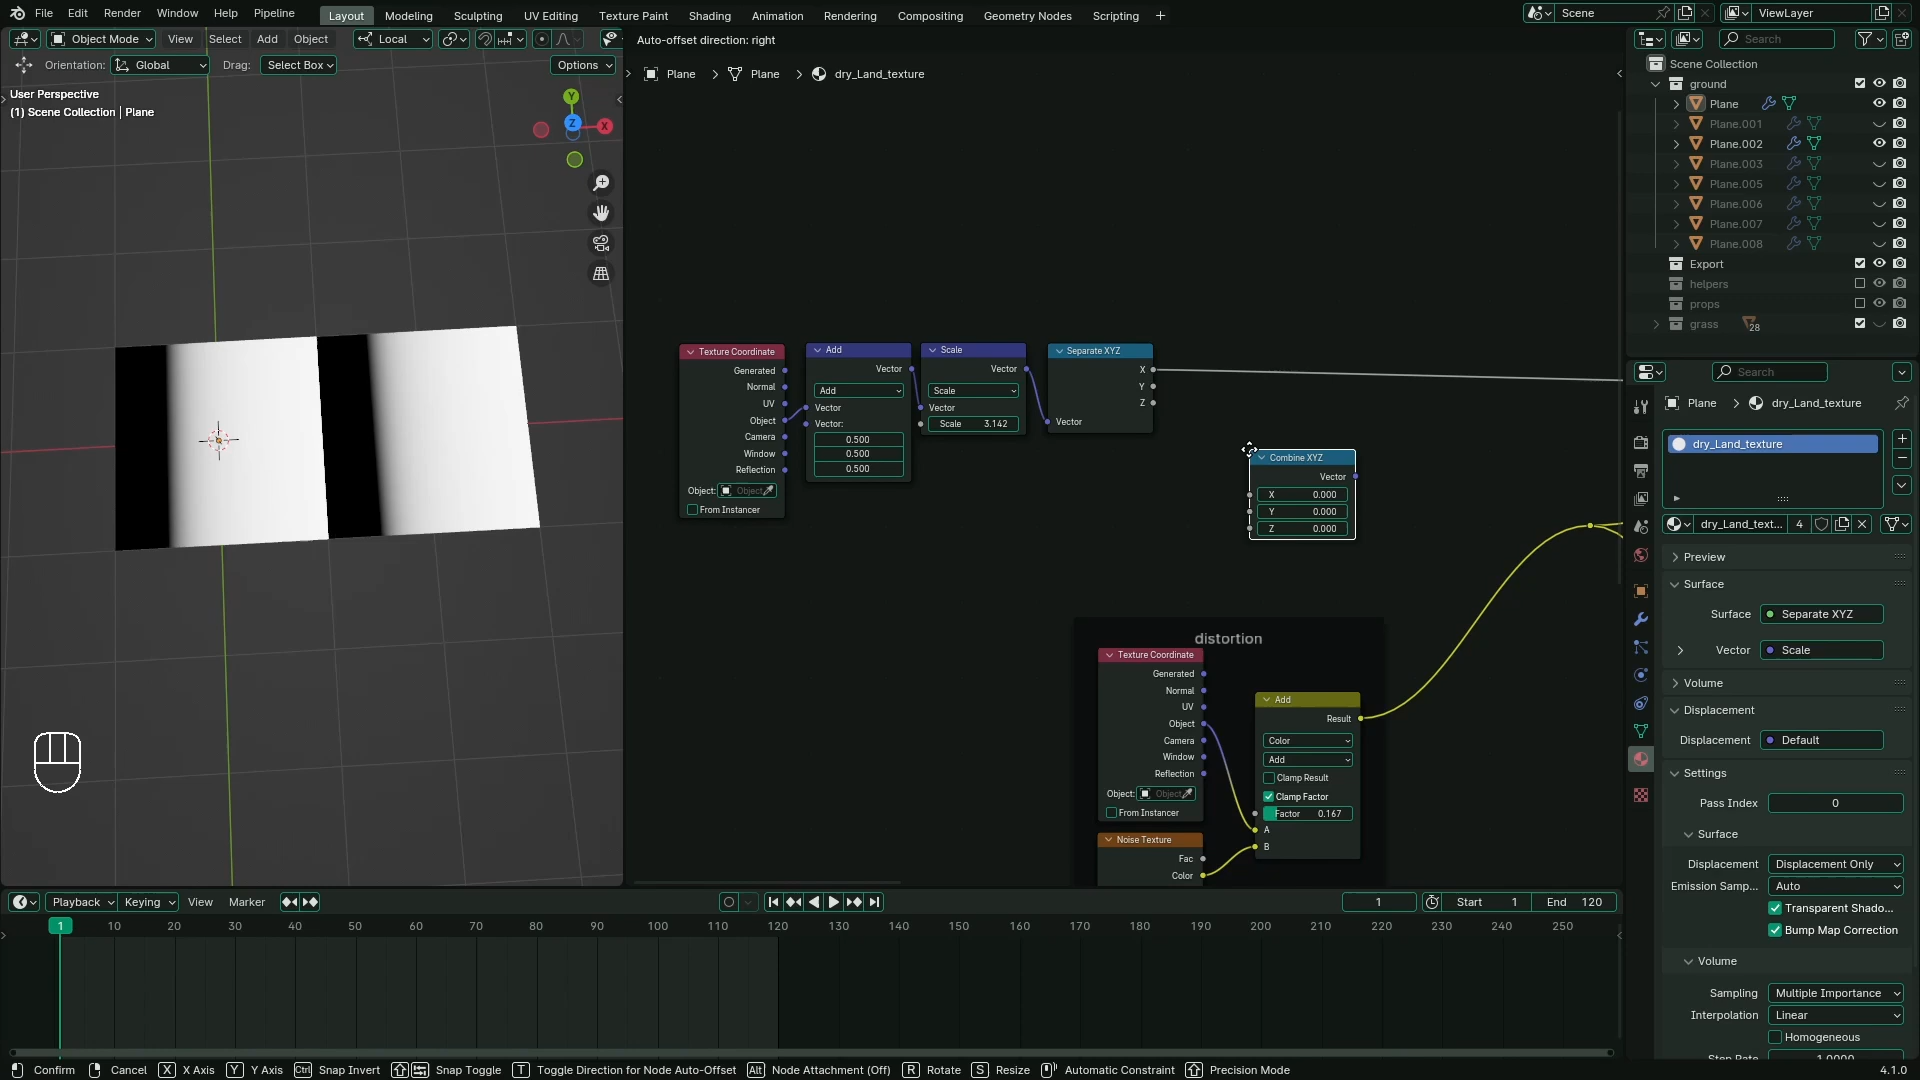 File Edit Render Window Help Pipeline Layout Modeling Sculpting UV Editing Texture Paint Shading Animation Rendering Compositing Geometry Nodes Scripting + Scene ViewLayer
Object Mode View Select Add Object Local Auto-offset direction: right Search
Orientation: Global Drag: Select Box Options
Plane > Plane > dry_Land_texture
User Perspective
(1) Scene Collection | Plane
Y
Z X
Scene Collection
ground
Plane
Plane.001
Plane.002
Plane.003
Plane.005
Plane.006
Plane.007
Plane.008
Export
helpers
props
grass 28
Texture Coordinate
Generated
Normal
UV
Object
Camera
Window
Reflection
Object: Object
From Instancer
Add
Vector
Add
Vector
Vector:
0.500
0.500
0.500
Scale
Vector
Scale
Vector
Scale 3.142
Separate XYZ
X
Y
Z
Vector
Combine XYZ
Vector
X 0.000
Y 0.000
Z 0.000
distortion
Texture Coordinate
Generated
Normal
UV
Object
Camera
Window
Reflection
Object: Object
From Instancer
Noise Texture
Fac
Color
Add
Result
Color
Add
Clamp Result
Clamp Factor
Factor 0.167
A
B
Search
Plane > dry_Land_texture
dry_Land_texture
dry_Land_text... 4
Preview
Surface
Surface Separate XYZ
Vector Scale
Volume
Displacement
Displacement Default
Settings
Pass Index 0
Surface
Displacement Displacement Only
Emission Samp... Auto
Transparent Shado...
Bump Map Correction
Volume
Sampling Multiple Importance
Interpolation Linear
Homogeneous
Playback Keying View Marker 1 Start 1 End 120
1 10 20 30 40 50 60 70 80 90 100 110 120 130 140 150 160 170 180 190 200 210 220 230 240 250
Confirm Cancel X X Axis Y Y Axis Ctrl Snap Invert Snap Toggle T Toggle Direction for Node Auto-Offset Alt Node Attachment (Off) R Rotate S Resize Automatic Constraint Precision Mode 4.1.0